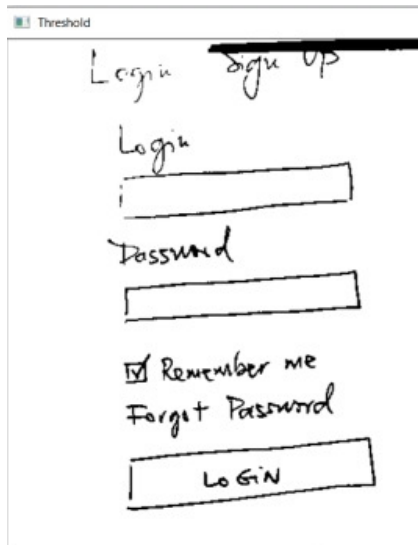 Threshold
Login Sign Up
Login
Password
Remember me
Forgot Password
LOGIN